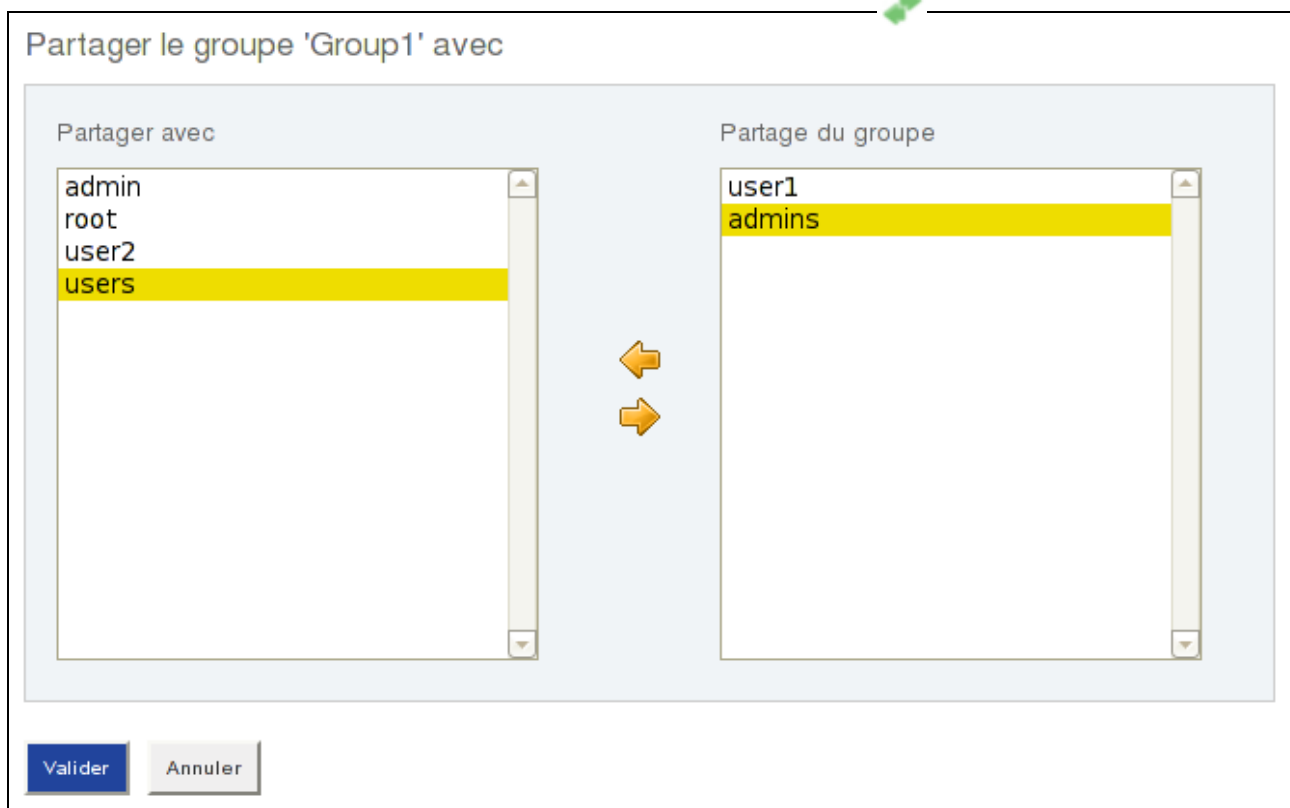 Partager le groupe 'Group1' avec
Partager avec
admin
root
user2
users
Partage du groupe
user1
admins
Valider
Annuler